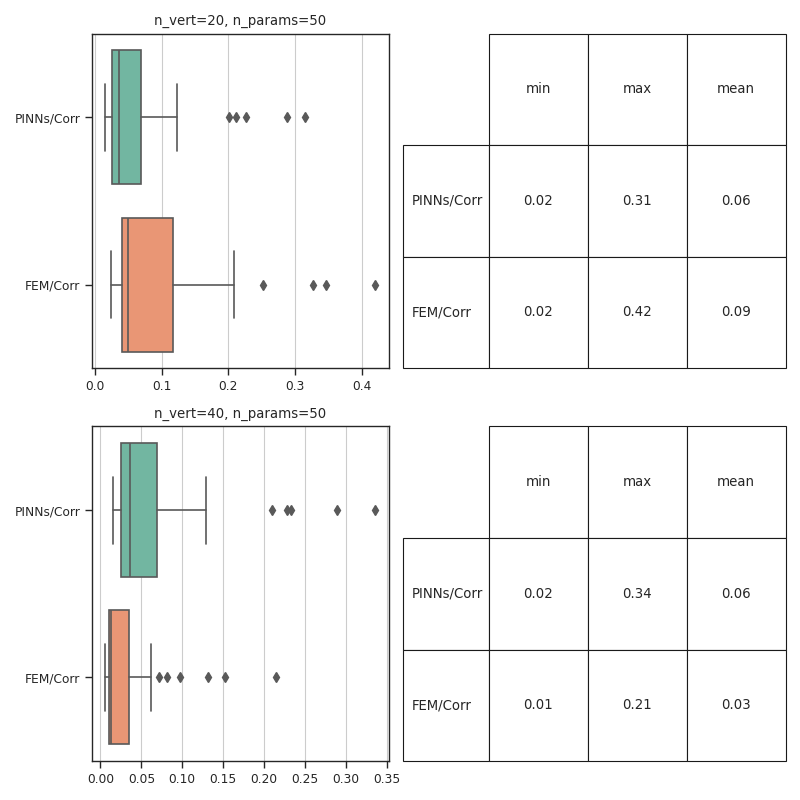 n_vert=20, n_params=50
PINNs/Corr
FEM/Corr
0.0 0.1 0.2 0.3 0.4
min max mean
PINNs/Corr 0.02 0.31 0.06
FEM/Corr 0.02 0.42 0.09
n_vert=40, n_params=50
PINNs/Corr
FEM/Corr
0.00 0.05 0.10 0.15 0.20 0.25 0.30 0.35
min max mean
PINNs/Corr 0.02 0.34 0.06
FEM/Corr 0.01 0.21 0.03